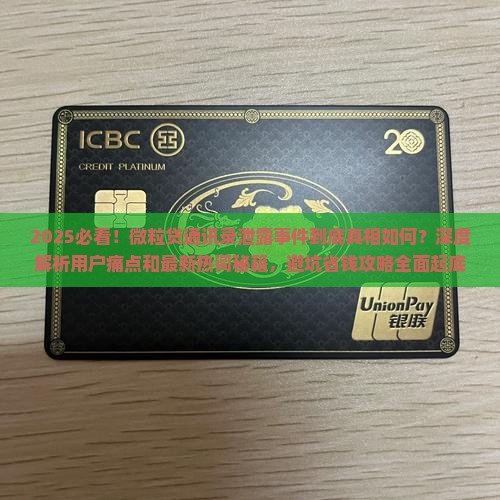 ICBC
20
CREDIT PLATINUM
2025必看！微粒贷通讯录泄露事件到底真相如何？深度
解析用户痛点和最新热词秘籍，避坑省钱攻略全面起底
UnionPay
银联